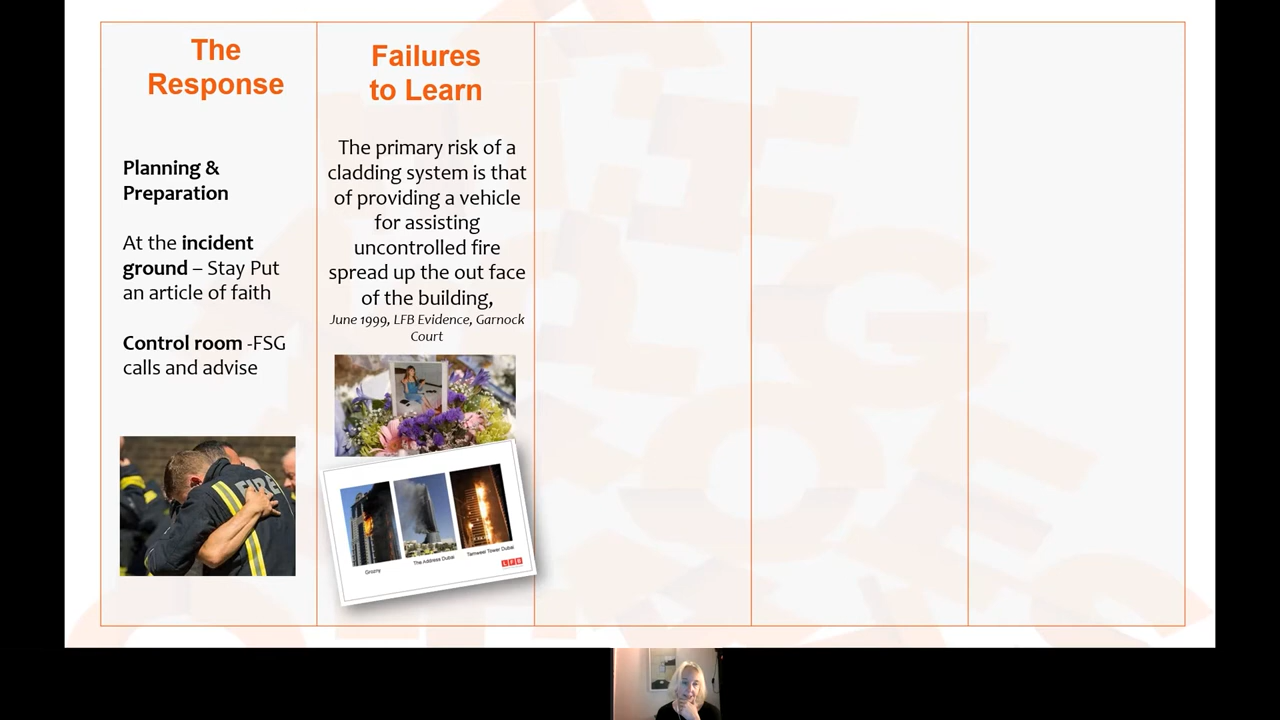 The
Response
Planning &
Preparation
At the incident
ground – Stay Put
an article of faith
Control room -FSG
calls and advise
FIRE
Failures
to Learn
The primary risk of a
cladding system is that
of providing a vehicle
for assisting
uncontrolled fire
spread up the out face
of the building,
June 1999, LFB Evidence, Garnock
Court
Grozny
The Address Dubai
Tamweel Tower Dubai
LFB